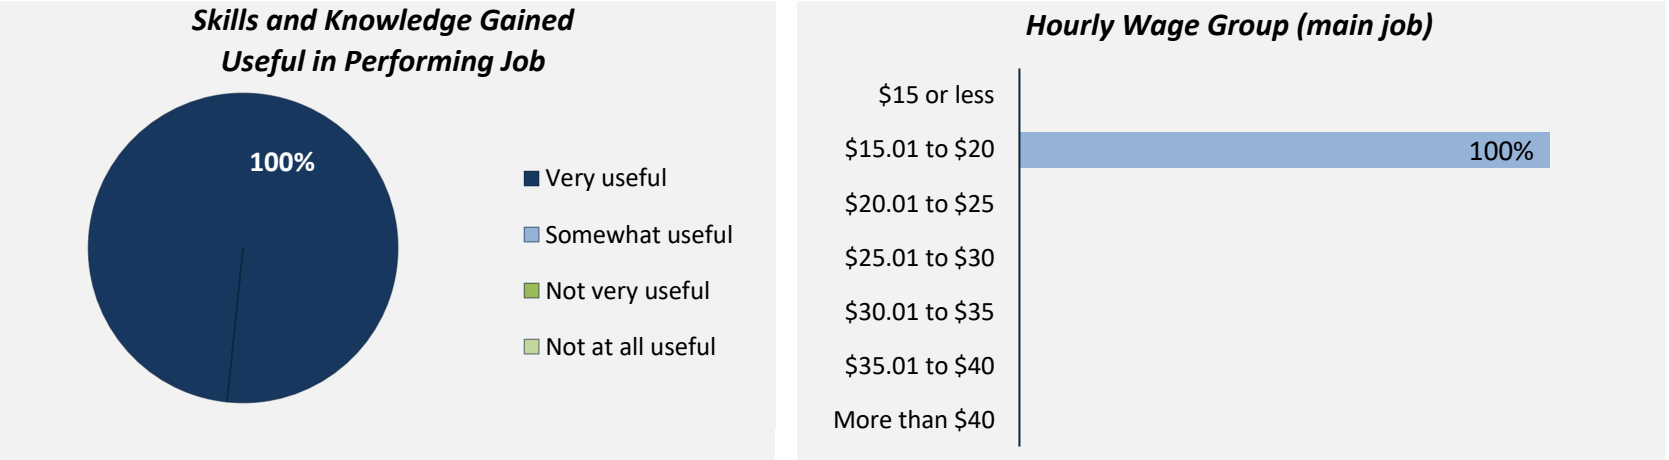 Skills and Knowledge Gained
Useful in Performing Job
100%
Very useful
Somewhat useful
Not very useful
Not at all useful
Hourly Wage Group (main job)
$15 or less
$15.01 to $20
100%
$20.01 to $25
$25.01 to $30
$30.01 to $35
$35.01 to $40
More than $40